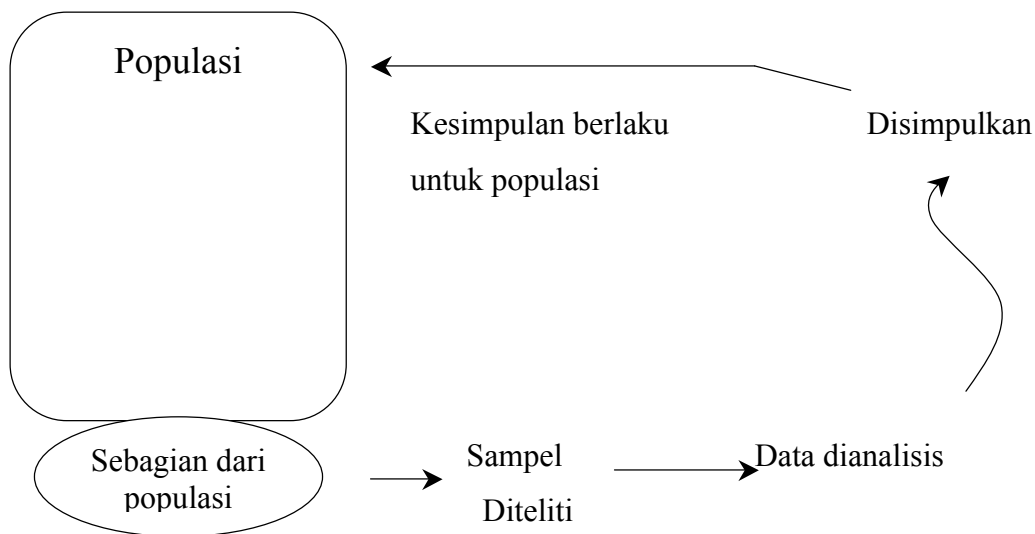 Populasi
Kesimpulan berlaku
untuk populasi
Disimpulkan
Sebagian dari
populasi
Sampel
Diteliti
Data dianalisis